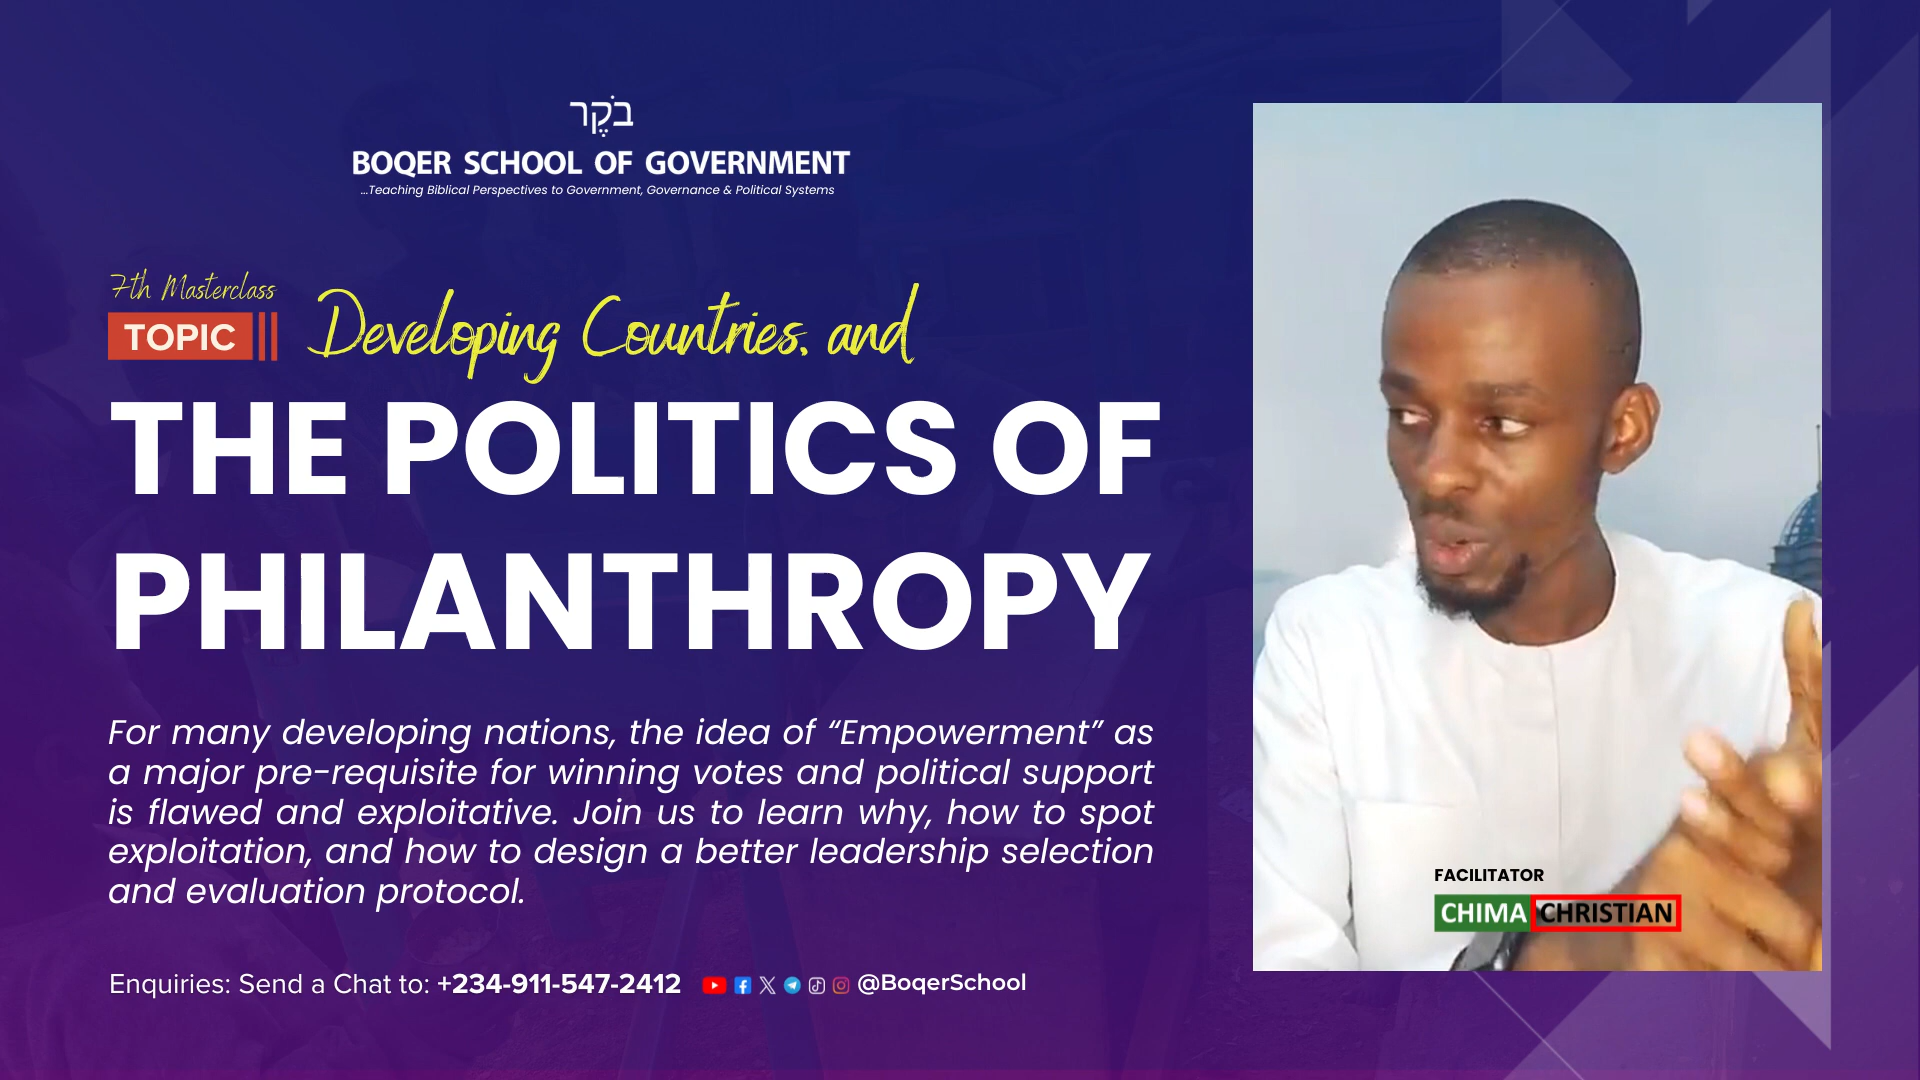 בֹּקֶר
BOQER SCHOOL OF GOVERNMENT
...Teaching Biblical Perspectives to Government, Governance & Political Systems
7th Masterclass
TOPIC
Developing Countries, and
THE POLITICS OF
PHILANTHROPY
For many developing nations, the idea of “Empowerment” as
a major pre-requisite for winning votes and political support
is flawed and exploitative. Join us to learn why, how to spot
exploitation, and how to design a better leadership selection
and evaluation protocol.
Enquiries: Send a Chat to: +234-911-547-2412 @BoqerSchool
FACILITATOR
CHIMA CHRISTIAN